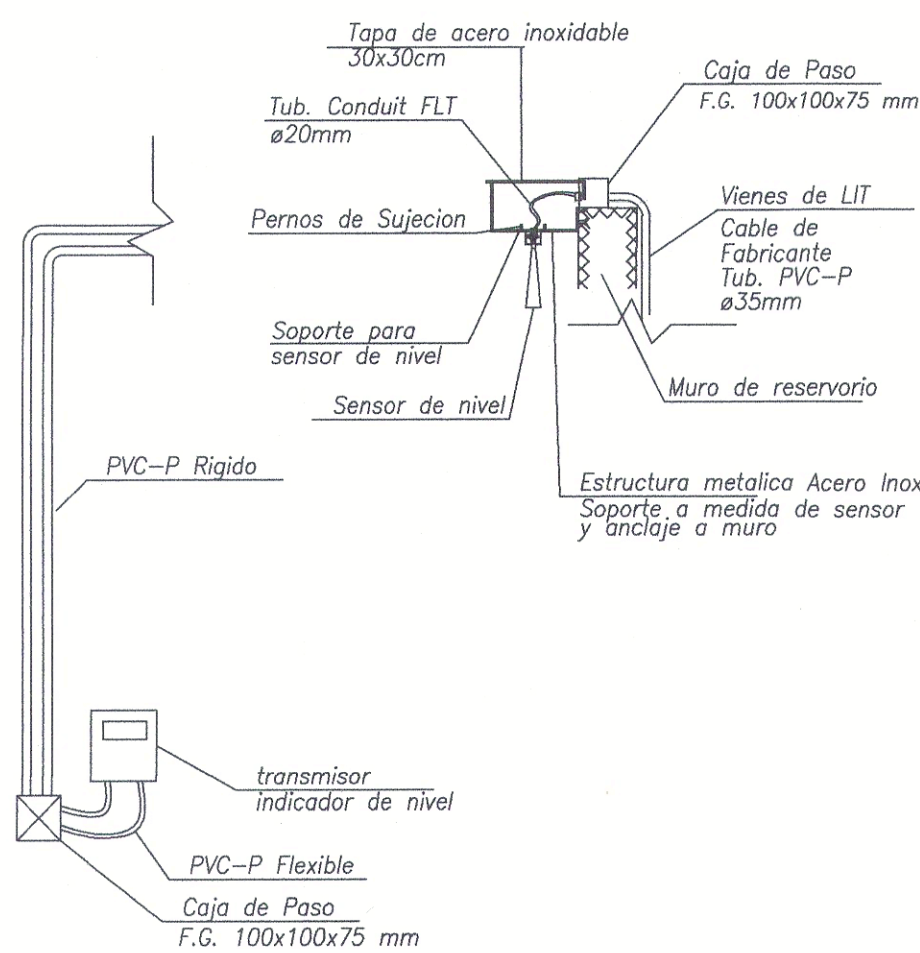 Tapa de acero inoxidable
30x30cm
Caja de Paso
F.G. 100x100x75 mm
Tub. Conduit FLT
ø20mm
Vienes de LIT
Cable de
Fabricante
Tub. PVC-P
ø35mm
Pernos de Sujecion
Soporte para
sensor de nivel
Muro de reservorio
Sensor de nivel
PVC-P Rigido
Estructura metalica Acero Inox
Soporte a medida de sensor
y anclaje a muro
transmisor
indicador de nivel
PVC-P Flexible
Caja de Paso
F.G. 100x100x75 mm